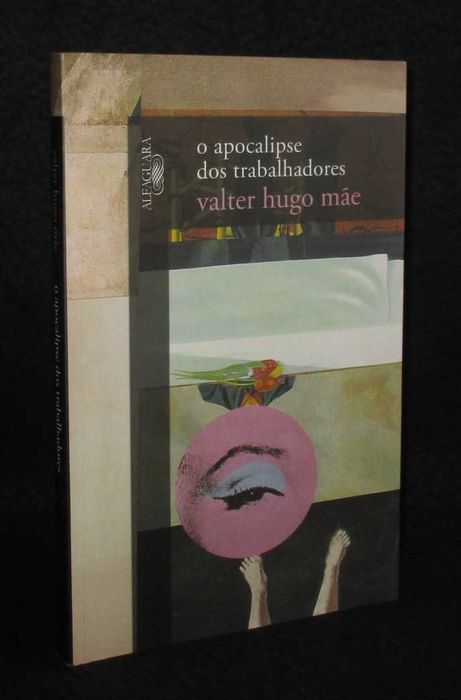 o apocalipse
dos trabalhadores
valter hugo mãe
ALFAGUARA
valter hugo mãe
o apocalipse dos trabalhadores